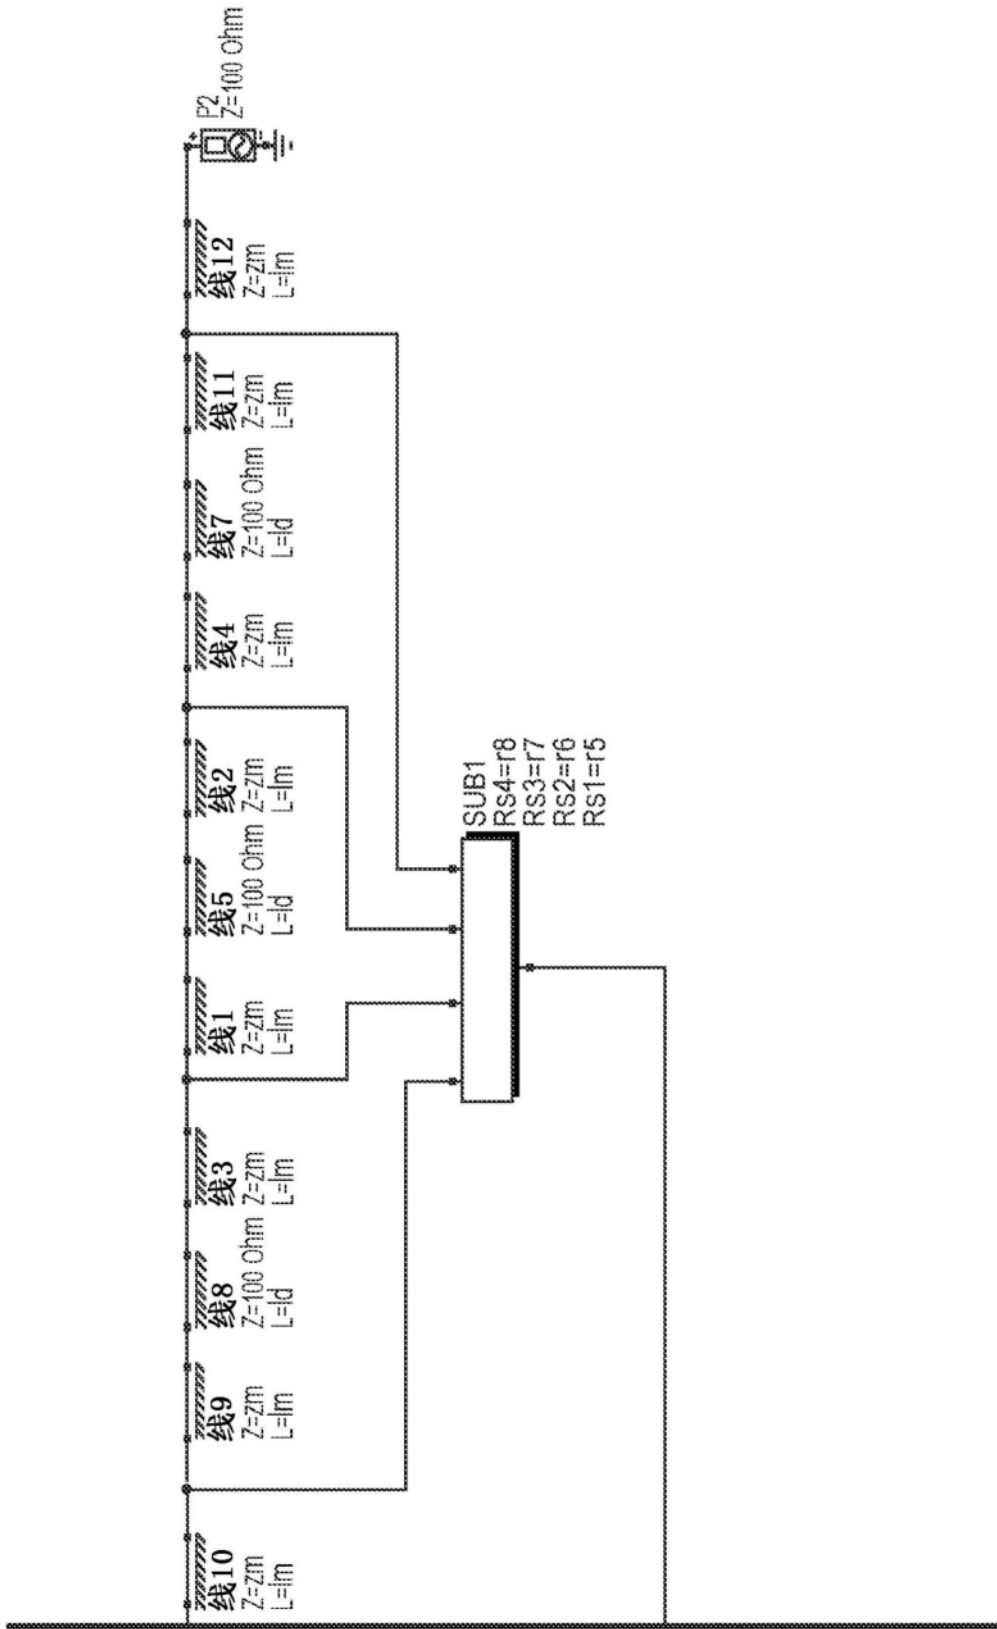 线10
Z=zm
L=lm
线9
Z=zm
L=lm
线8
Z=100 Ohm
L=ld
线3
Z=zm
L=lm
线1
Z=zm
L=lm
线5
Z=100 Ohm
L=ld
线2
Z=zm
L=lm
线4
Z=zm
L=lm
线7
Z=100 Ohm
L=ld
线11
Z=zm
L=lm
线12
Z=zm
L=lm
P2
Z=100 Ohm
SUB1
Rs4=r8
Rs3=r7
Rs2=r6
Rs1=r5